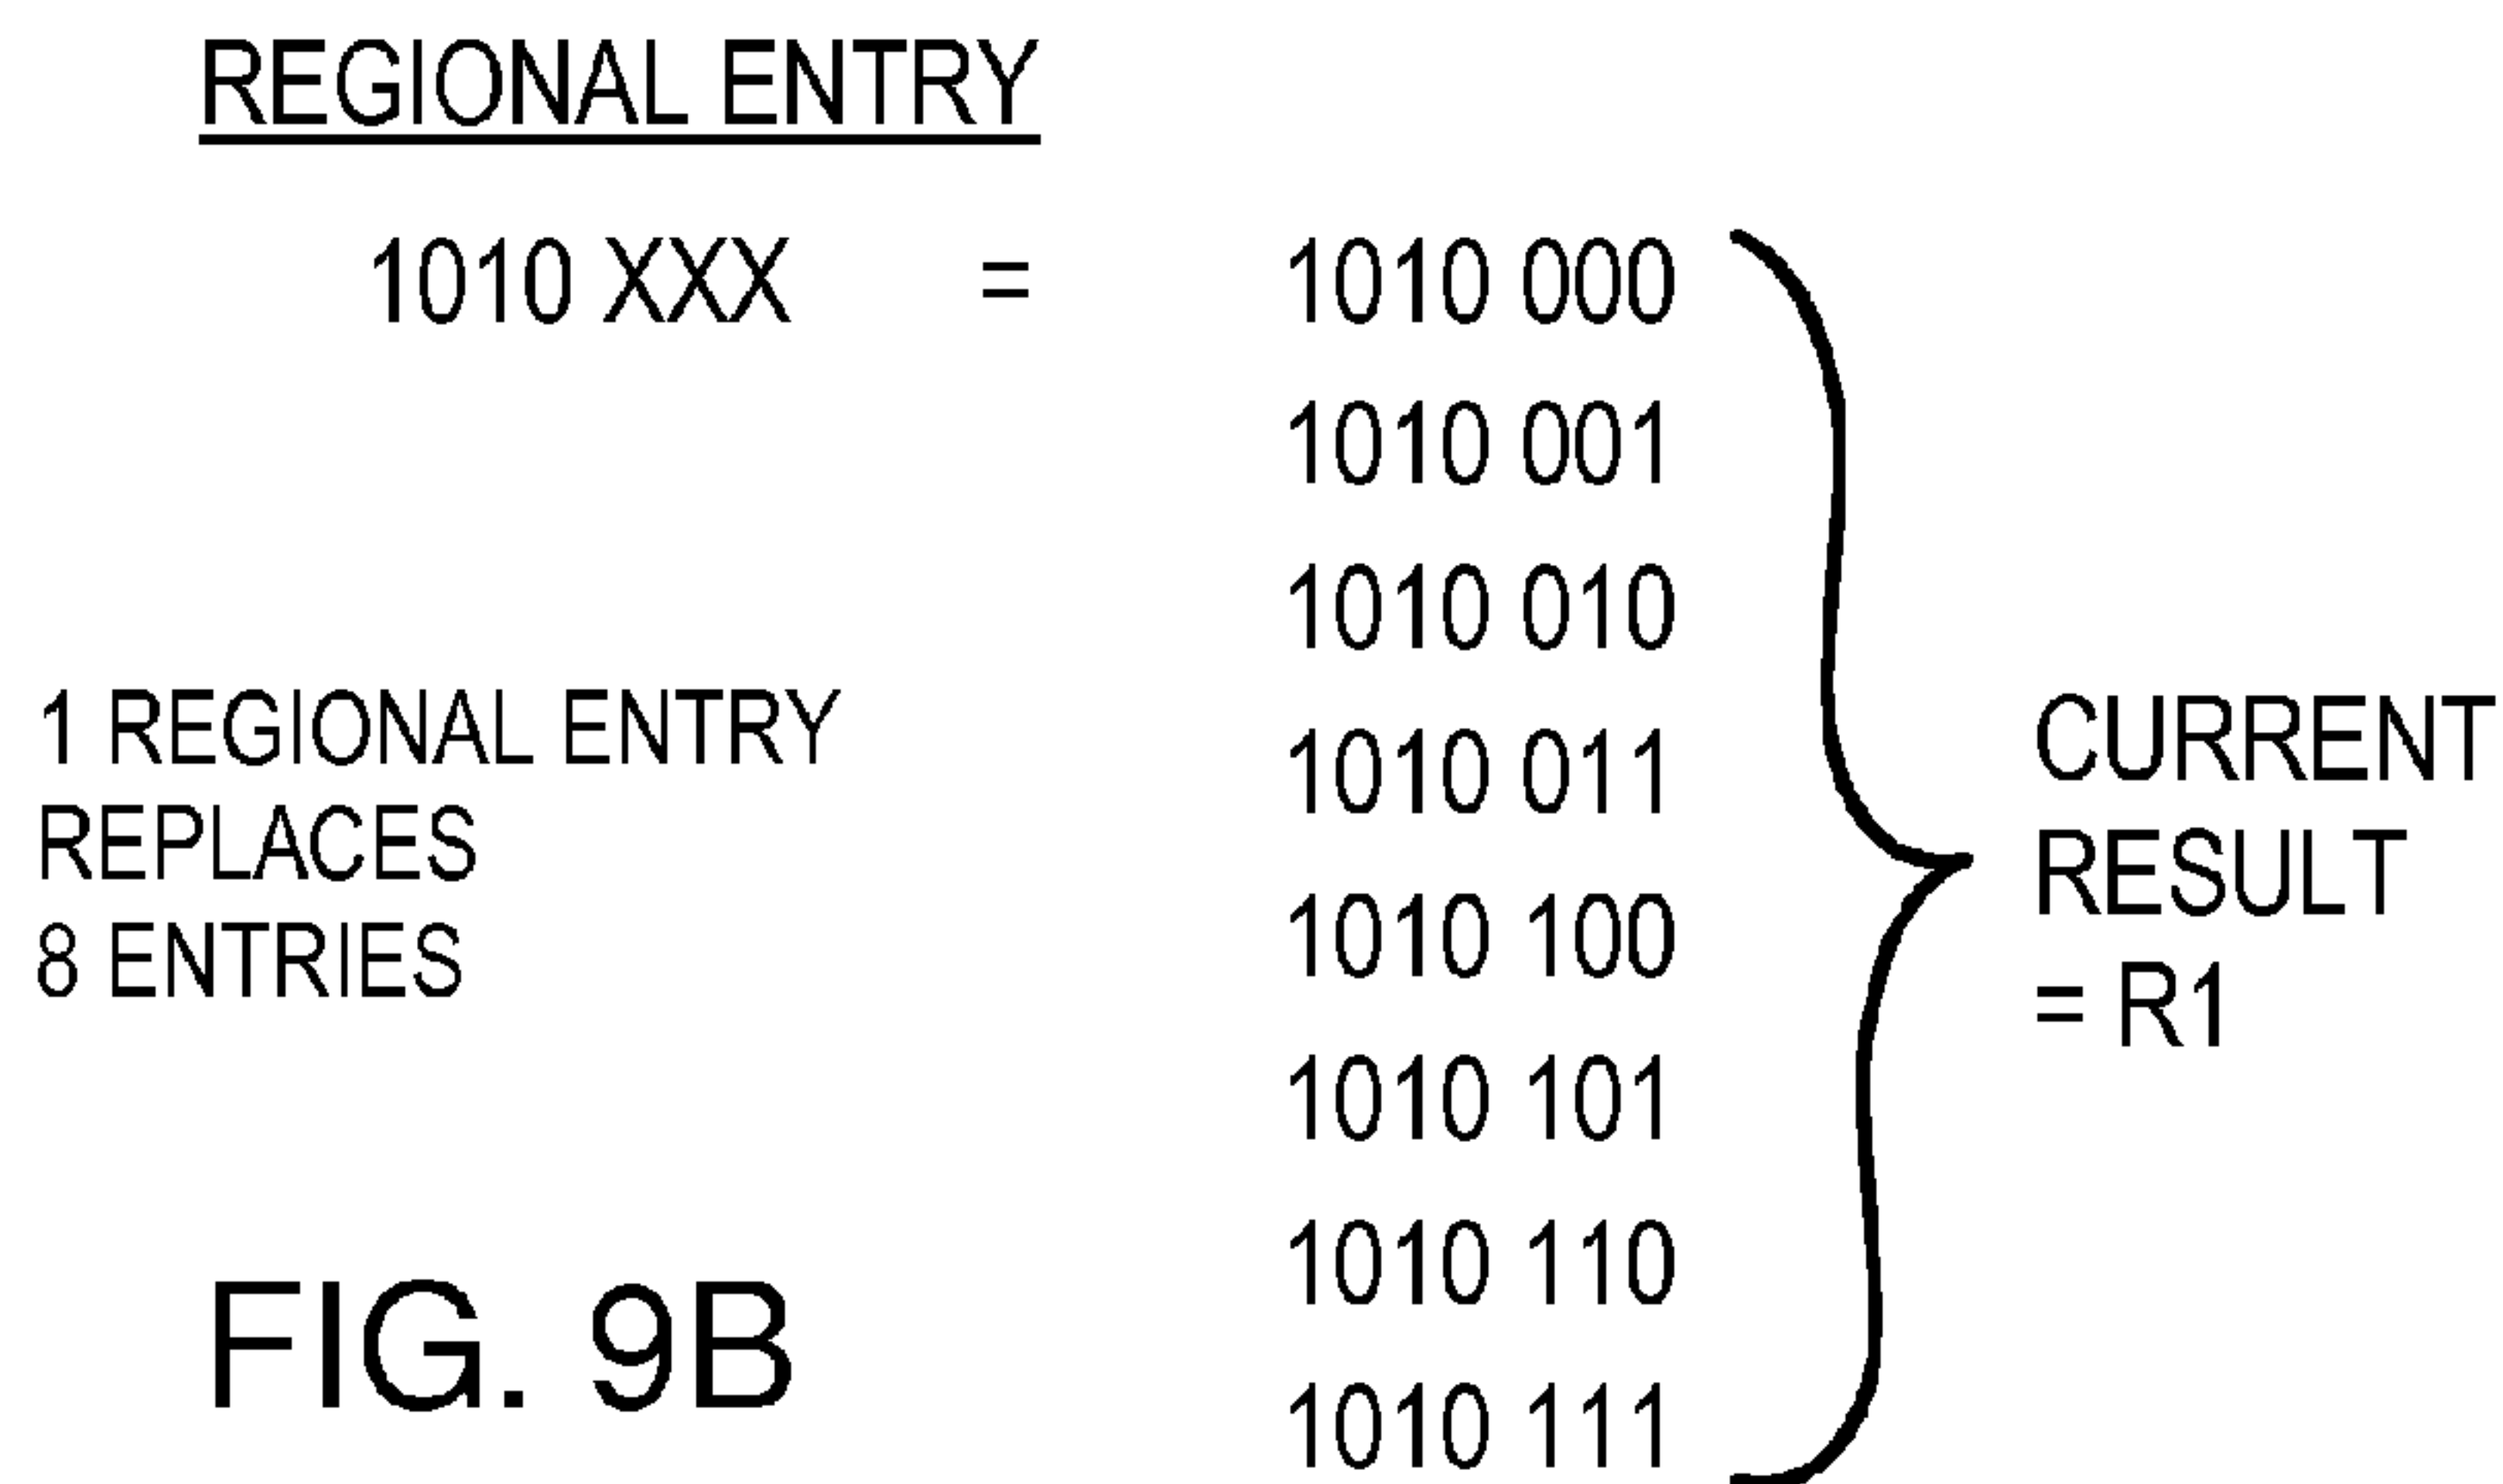 REGIONAL ENTRY
1010 XXX = 1010 000
1010 001
1010 010
1010 011
1010 100
1010 101
1010 110
1010 111
1 REGIONAL ENTRY
REPLACES
8 ENTRIES
CURRENT
RESULT
= R1
FIG. 9B